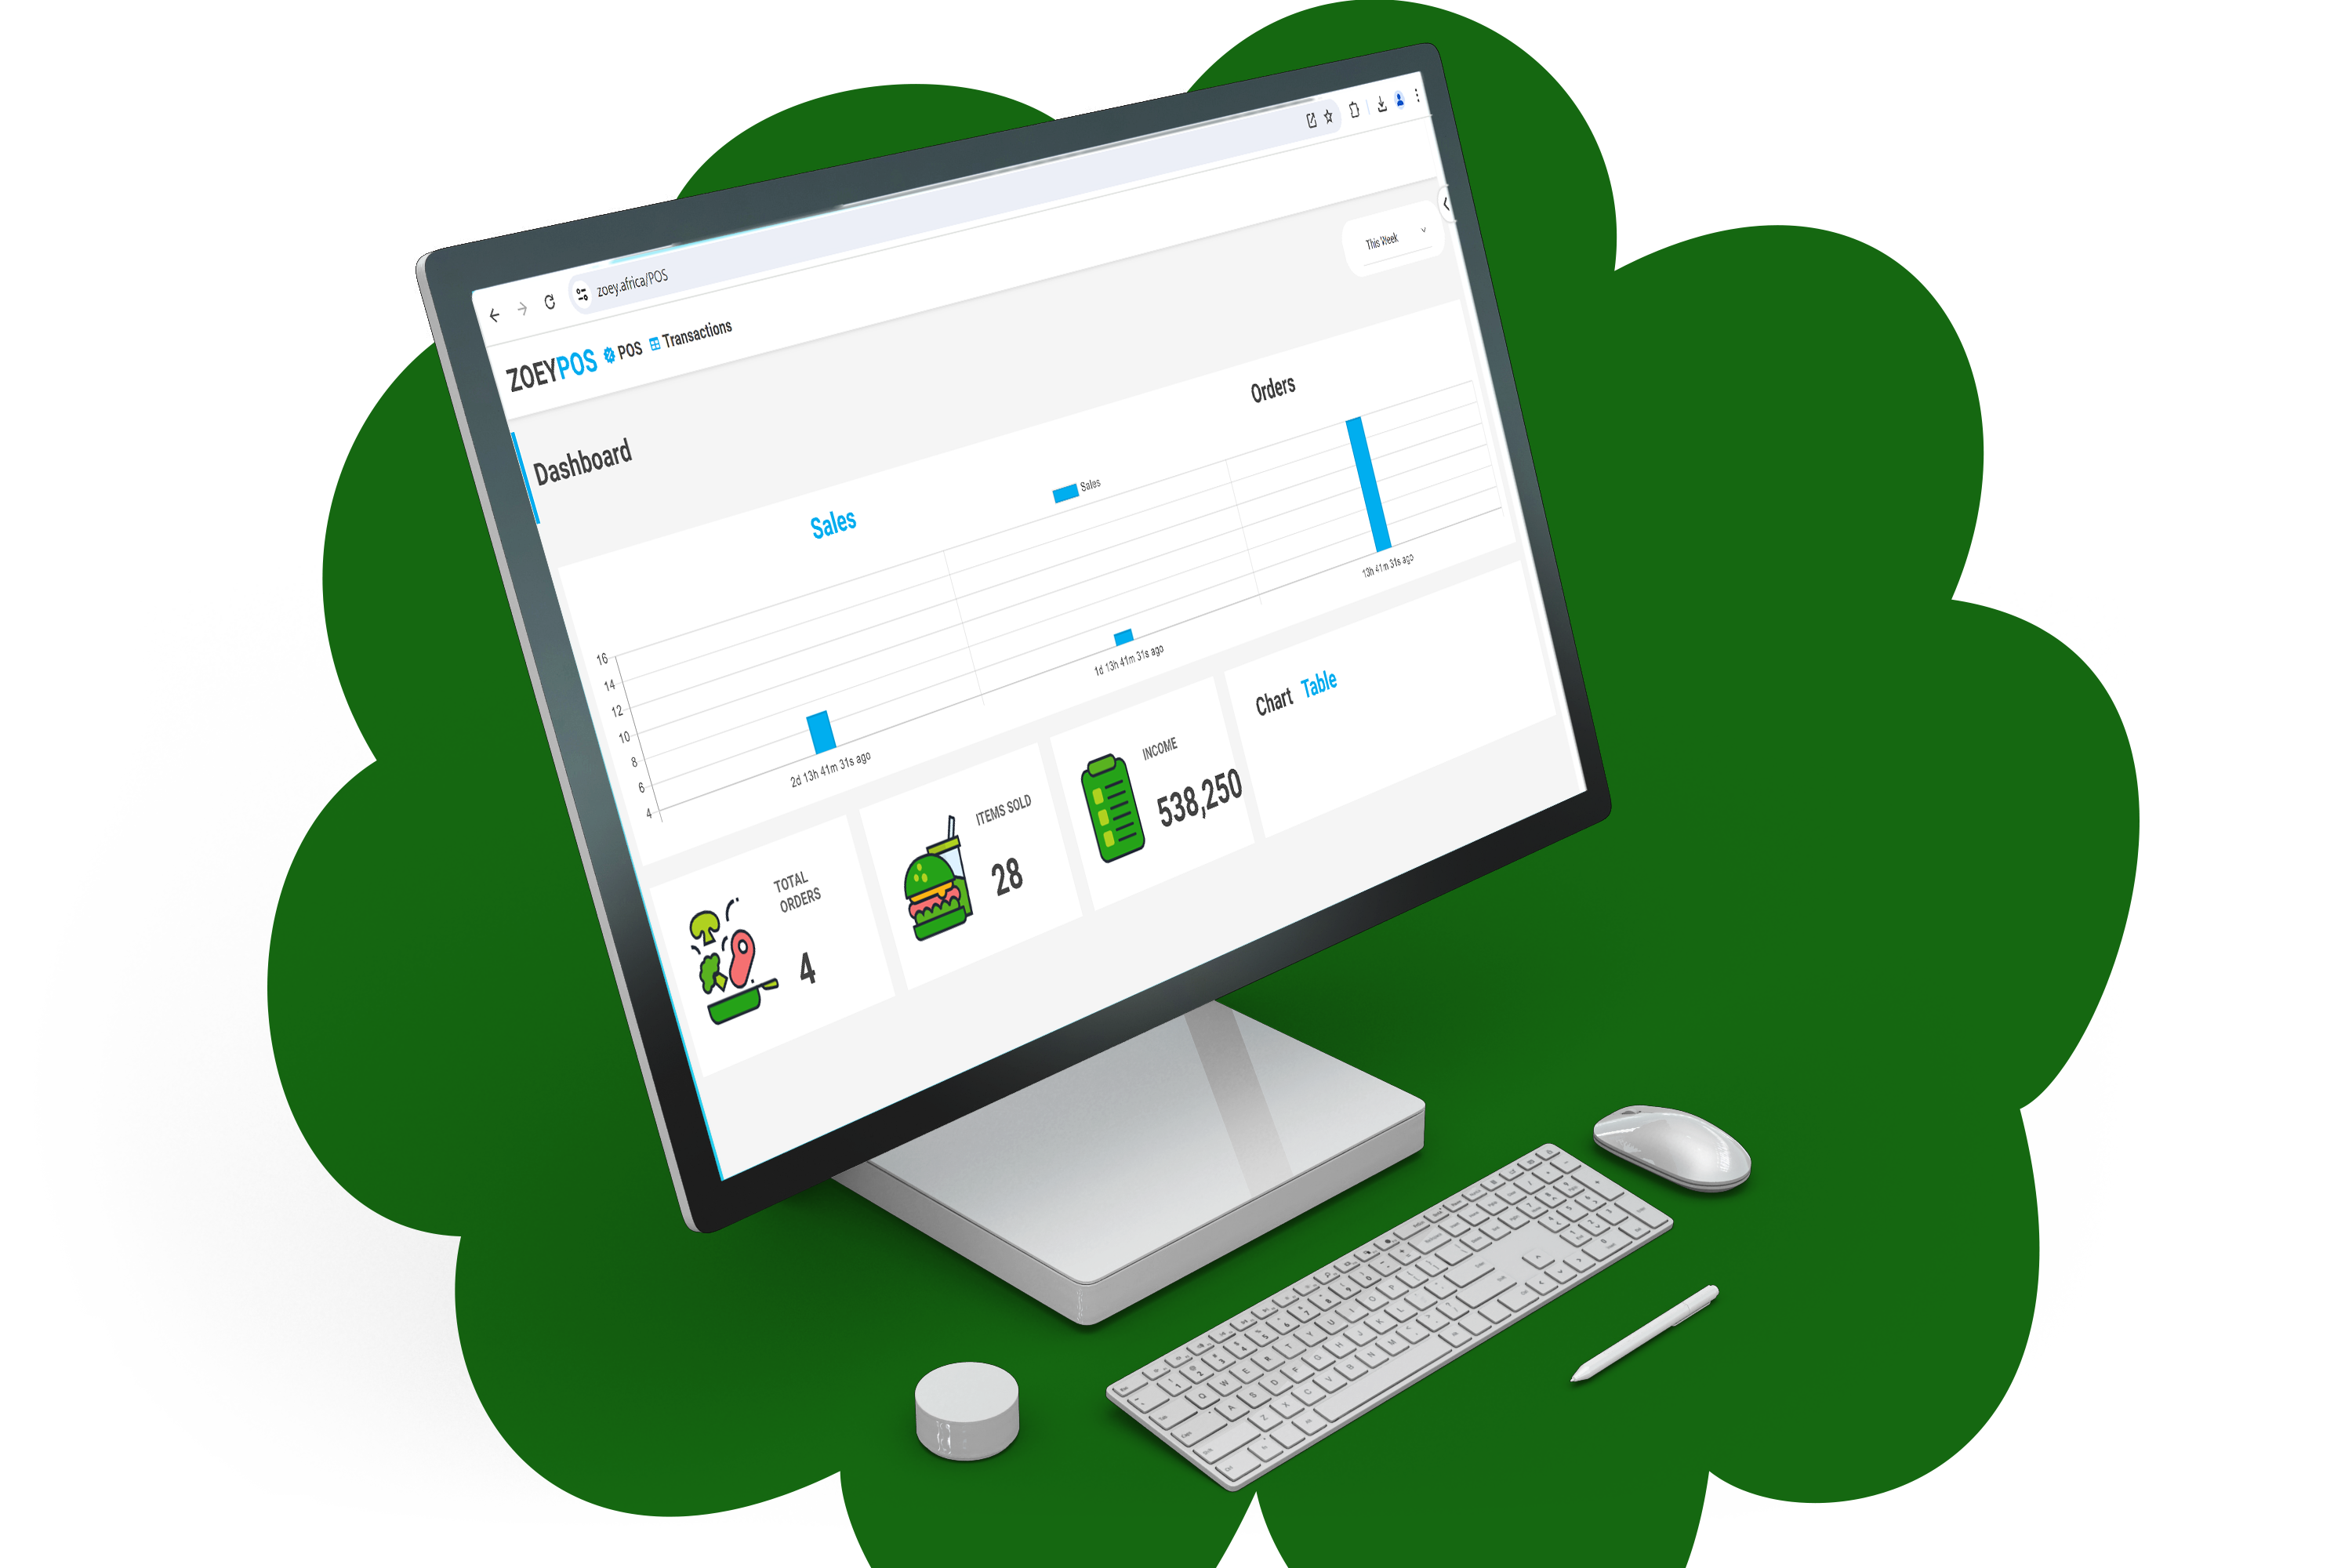 zoey.africa/POS
ZOEYPOS POS Transactions
Dashboard
This Week
Sales
Orders
Sales
16
14
12
10
8
6
4
2d 13h 41m 31s ago
1d 13h 41m 31s ago
13h 41m 31s ago
TOTAL
ORDERS
4
ITEMS SOLD
28
INCOME
538,250
Chart Table